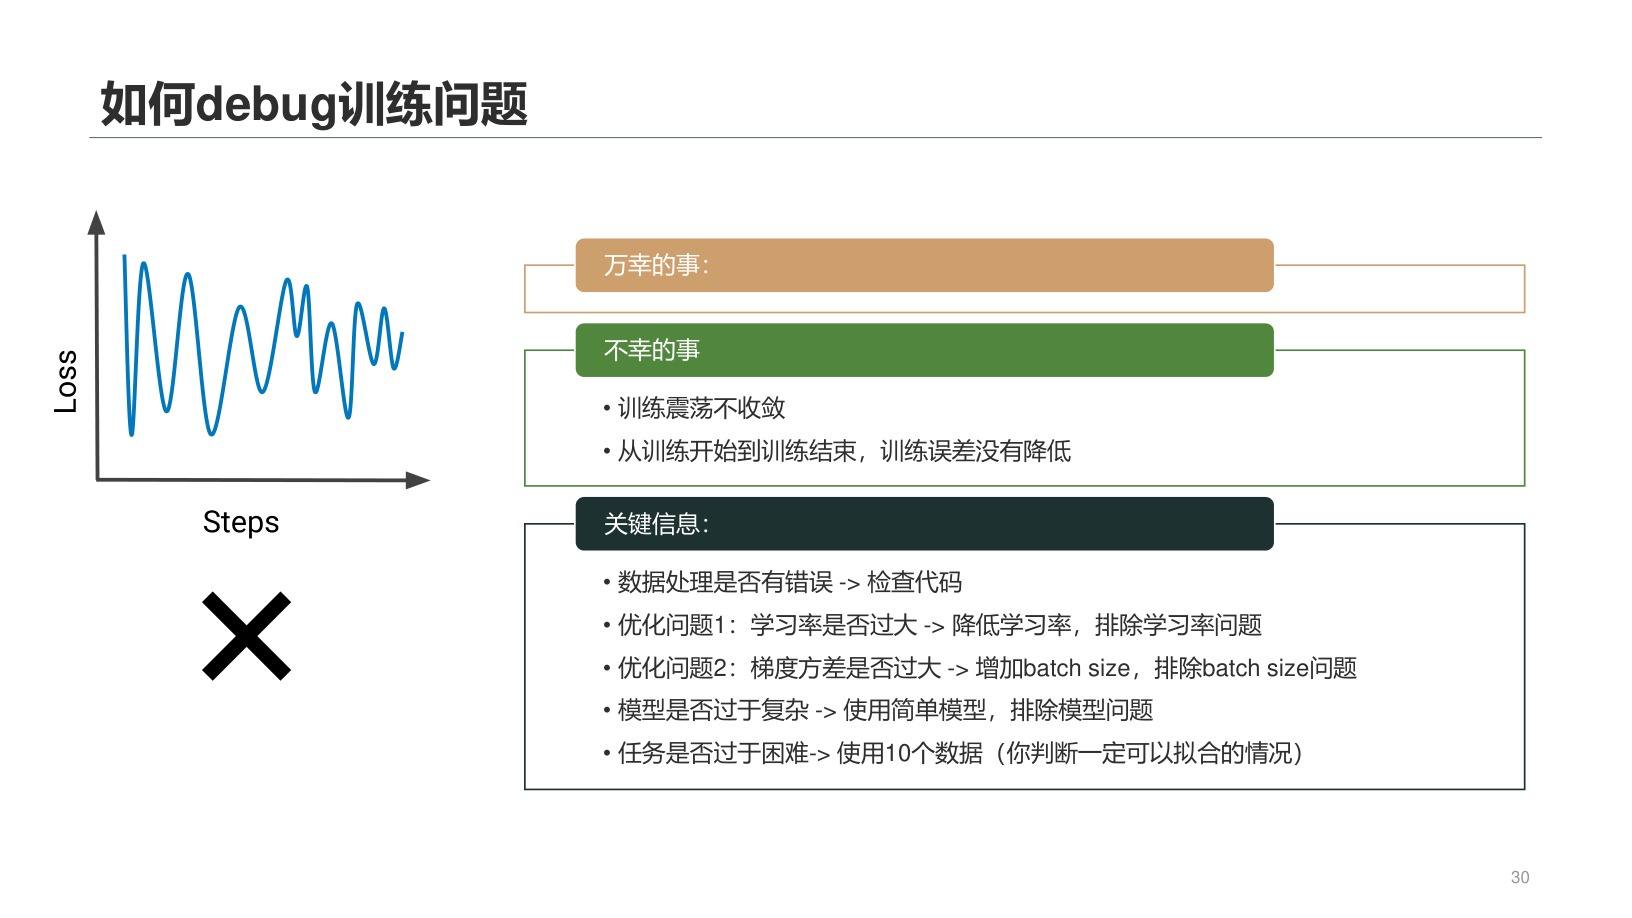 如何debug训练问题
Loss
Steps
万幸的事：
不幸的事
• 训练震荡不收敛
• 从训练开始到训练结束，训练误差没有降低
关键信息：
• 数据处理是否有错误 -> 检查代码
• 优化问题1：学习率是否过大 -> 降低学习率，排除学习率问题
• 优化问题2：梯度方差是否过大 -> 增加batch size，排除batch size问题
• 模型是否过于复杂 -> 使用简单模型，排除模型问题
• 任务是否过于困难-> 使用10个数据（你判断一定可以拟合的情况）
30